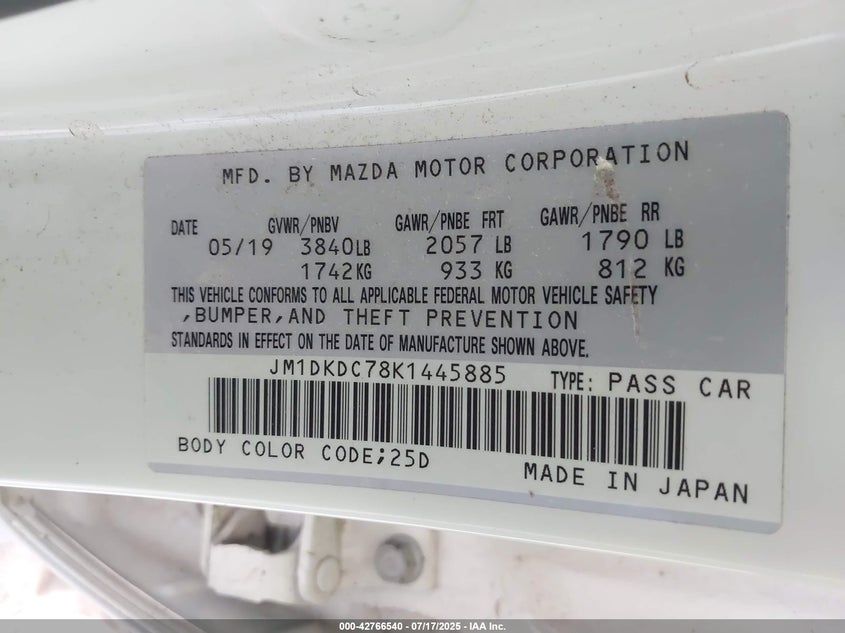 MFD. BY MAZDA MOTOR CORPORATION
DATE GVWR/PNBV GAWR/PNBE FRT GAWR/PNBE RR
05/19 3840LB 2057 LB 1790 LB
1742KG 933 KG 812 KG
THIS VEHICLE CONFORMS TO ALL APPLICABLE FEDERAL MOTOR VEHICLE SAFETY
,BUMPER,AND THEFT PREVENTION
STANDARDS IN EFFECT ON THE DATE OF MANUFACTURE SHOWN ABOVE.
JM1DKDC78K1445885 TYPE: PASS CAR
BODY COLOR CODE;25D
MADE IN JAPAN
000-42766540 - 07/17/2025 - IAA Inc.